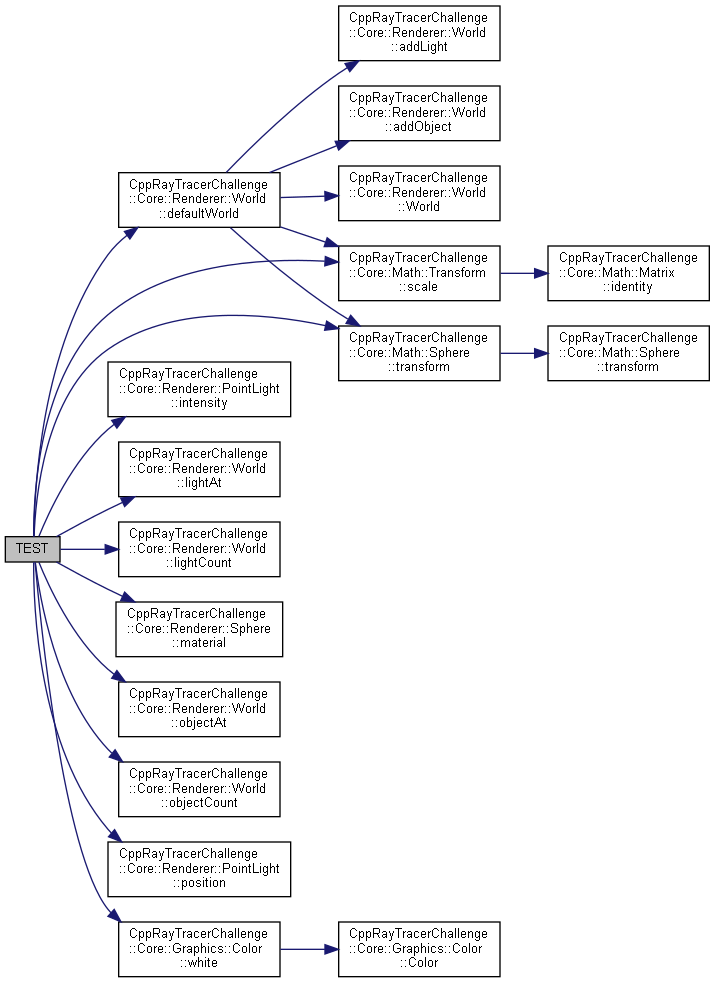 CppRayTracerChallenge
::Core::Renderer::World
::addLight
CppRayTracerChallenge
::Core::Renderer::World
::addObject
CppRayTracerChallenge
::Core::Renderer::World
::defaultWorld
CppRayTracerChallenge
::Core::Renderer::World
::World
CppRayTracerChallenge
::Core::Math::Transform
::scale
CppRayTracerChallenge
::Core::Math::Matrix
::identity
CppRayTracerChallenge
::Core::Math::Sphere
::transform
CppRayTracerChallenge
::Core::Math::Sphere
::transform
CppRayTracerChallenge
::Core::Renderer::PointLight
::intensity
CppRayTracerChallenge
::Core::Renderer::World
::lightAt
TEST
CppRayTracerChallenge
::Core::Renderer::World
::lightCount
CppRayTracerChallenge
::Core::Renderer::Sphere
::material
CppRayTracerChallenge
::Core::Renderer::World
::objectAt
CppRayTracerChallenge
::Core::Renderer::World
::objectCount
CppRayTracerChallenge
::Core::Renderer::PointLight
::position
CppRayTracerChallenge
::Core::Graphics::Color
::white
CppRayTracerChallenge
::Core::Graphics::Color
::Color